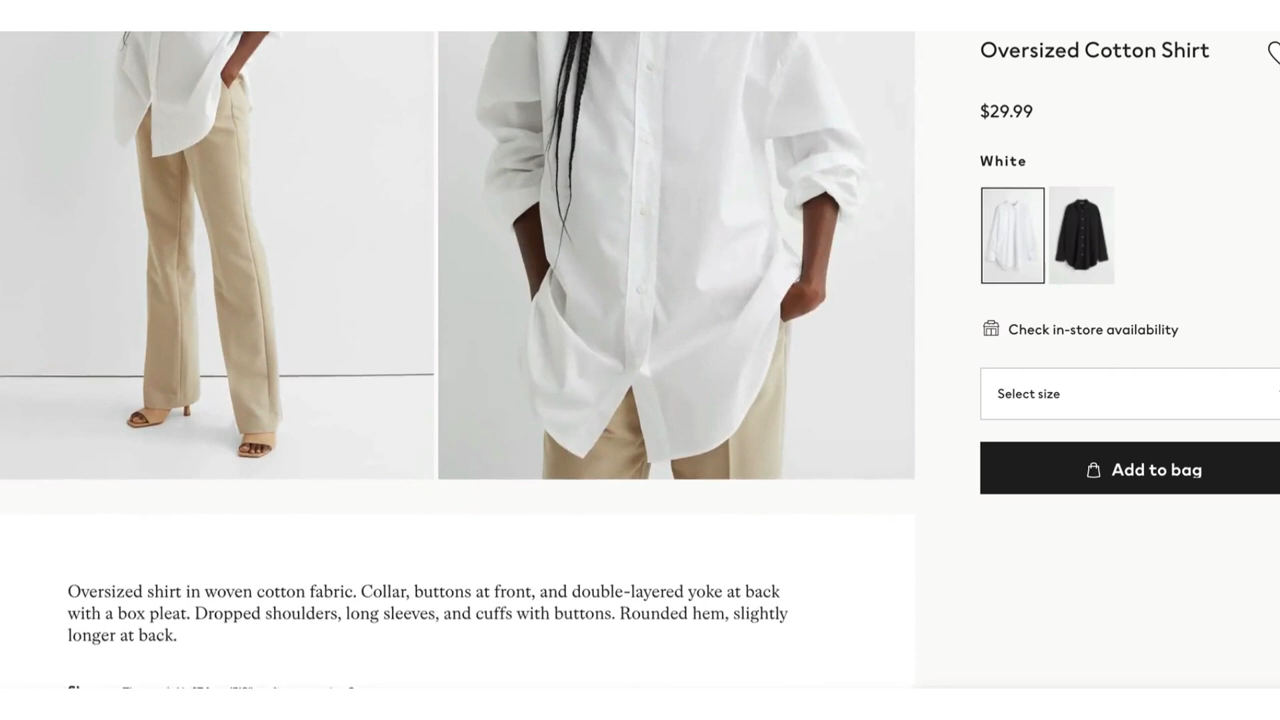 Oversized Cotton Shirt
$29.99
White
Check in-store availability
Select size
Add to bag
Oversized shirt in woven cotton fabric. Collar, buttons at front, and double-layered yoke at back
with a box pleat. Dropped shoulders, long sleeves, and cuffs with buttons. Rounded hem, slightly
longer at back.